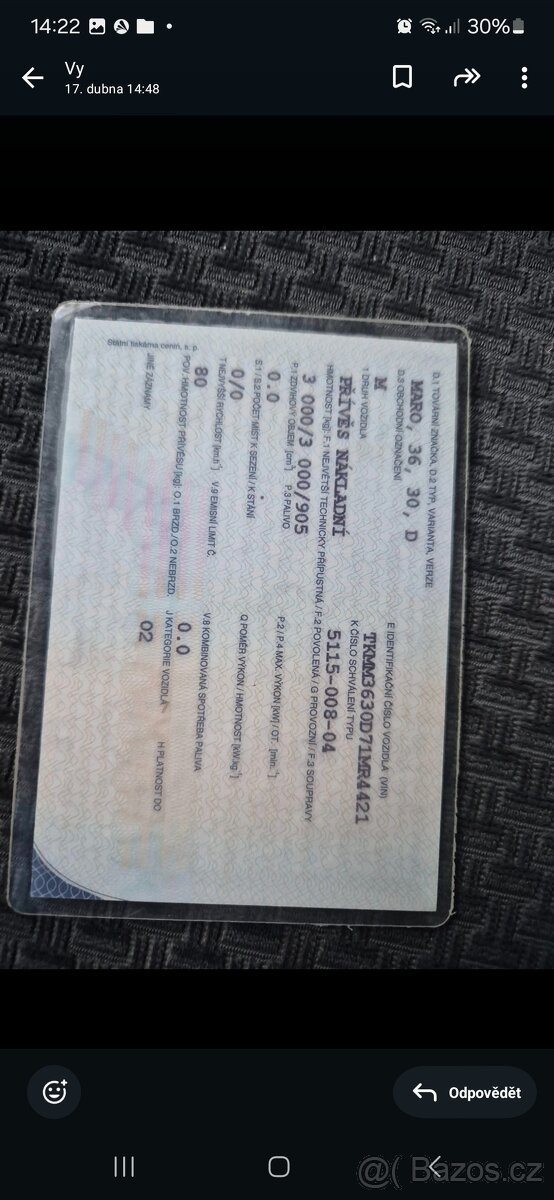 14:22
30%
Vy
17. dubna 14:48
D.1 TOVÁRNÍ ZNAČKA, D.2 TYP, VARIANTA, VERZE
MARO, 36, 30, D
D.3 OBCHODNÍ OZNAČENÍ
E IDENTIFIKAČNÍ ČÍSLO VOZIDLA (VIN)
M
TKMM3630D71MR4421
1 DRUH VOZIDLA
K ČÍSLO SCHVÁLENÍ TYPU
PŘÍVĚS NÁKLADNÍ
5115-008-04
HMOTNOST [kg]: F.1 NEJVĚTŠÍ TECHNICKY PŘÍPUSTNÁ / F.2 POVOLENÁ / G PROVOZNÍ / F.3 SOUPRAVY
3 000/3 000/905
P.1 ZDVIHOVÝ OBJEM [cm³]
P.3 PALIVO
P.2 / P.4 MAX. VÝKON [kW] / OT. [min.⁻¹]
0.0
S.1 / S.2 POČET MÍST K SEZENÍ / K STÁNÍ
Q POMĚR VÝKON / HMOTNOST [kW.kg⁻¹]
0/0
T NEJVYŠŠÍ RYCHLOST [km.h⁻¹]
V.9 EMISNÍ LIMIT Č.
V.8 KOMBINOVANÁ SPOTŘEBA PALIVA
80
0.0
POV. HMOTNOST PŘÍVĚSU [kg]: O.1 BRZD./O.2 NEBRZD.
J KATEGORIE VOZIDLA
H PLATNOST DO
O2
JINÉ ZÁZNAMY
Státní tiskárna cenin, s. p.
Odpovědět
@( Bazos.cz